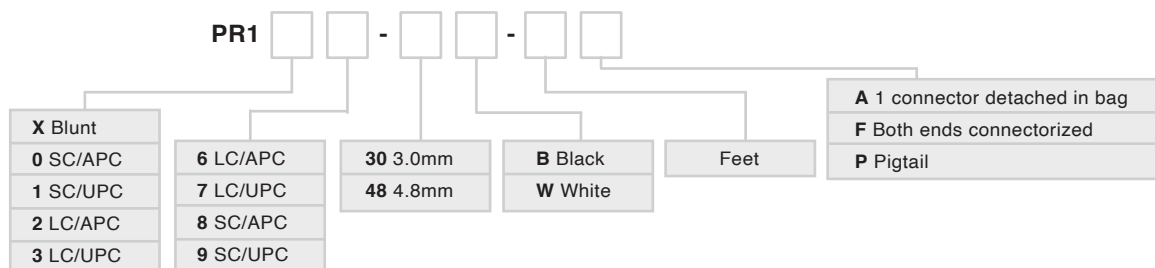 PR1 - -
X Blunt
0 SC/APC
1 SC/UPC
2 LC/APC
3 LC/UPC
6 LC/APC
7 LC/UPC
8 SC/APC
9 SC/UPC
30 3.0mm
48 4.8mm
B Black
W White
Feet
A 1 connector detached in bag
F Both ends connectorized
P Pigtail